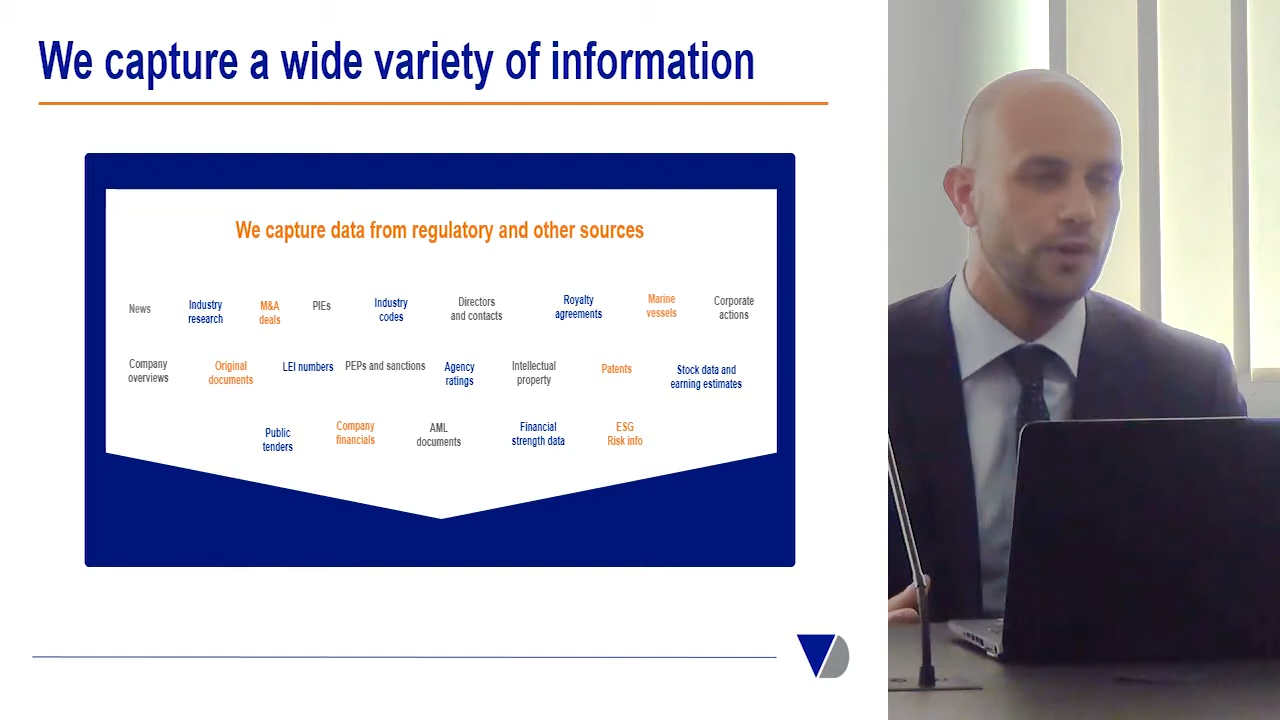 We capture a wide variety of information
We capture data from regulatory and other sources
News
Industry
research
M&A
deals
PIEs
Industry
codes
Directors
and contacts
Royalty
agreements
Marine
vessels
Corporate
actions
Company
overviews
Original
documents
LEI numbers
PEPs and sanctions
Agency
ratings
Intellectual
property
Patents
Stock data and
earning estimates
Public
tenders
Company
financials
AML
documents
Financial
strength data
ESG
Risk info